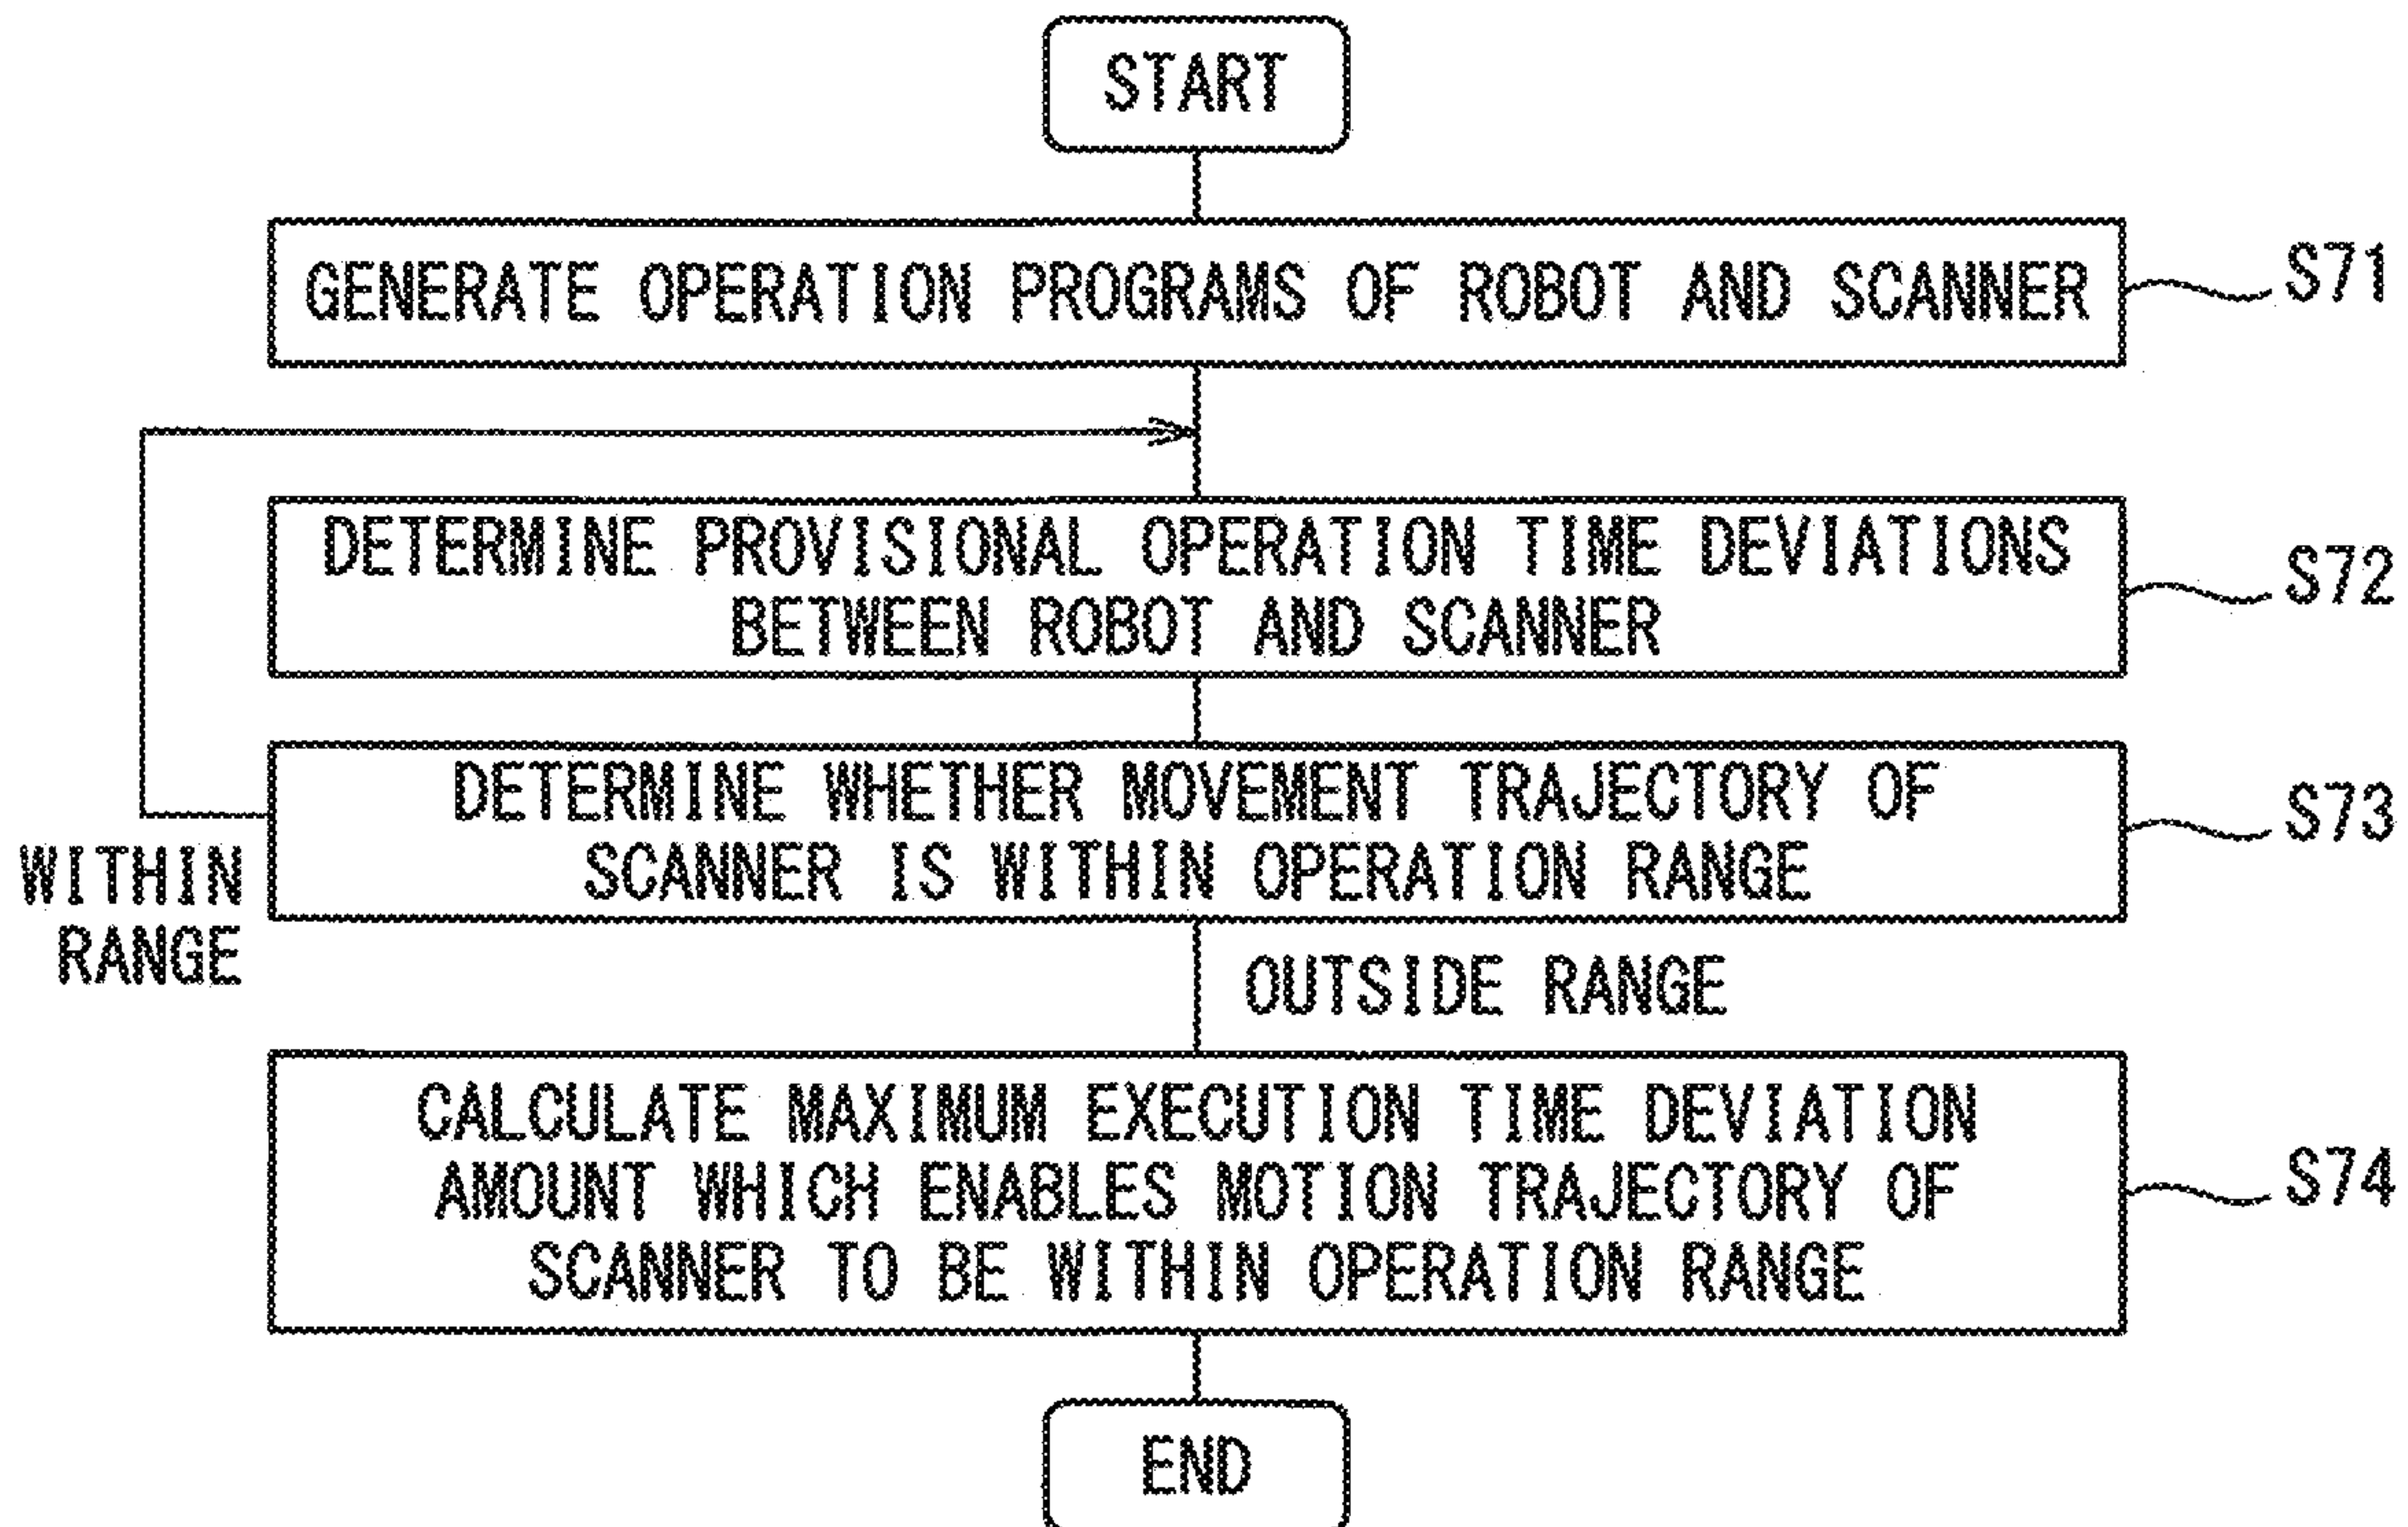 START
GENERATE OPERATION PROGRAMS OF ROBOT AND SCANNER
S71
DETERMINE PROVISIONAL OPERATION TIME DEVIATIONS
BETWEEN ROBOT AND SCANNER
S72
DETERMINE WHETHER MOVEMENT TRAJECTORY OF
SCANNER IS WITHIN OPERATION RANGE
S73
WITHIN
RANGE
OUTSIDE RANGE
CALCULATE MAXIMUM EXECUTION TIME DEVIATION
AMOUNT WHICH ENABLES MOTION TRAJECTORY OF
SCANNER TO BE WITHIN OPERATION RANGE
S74
END